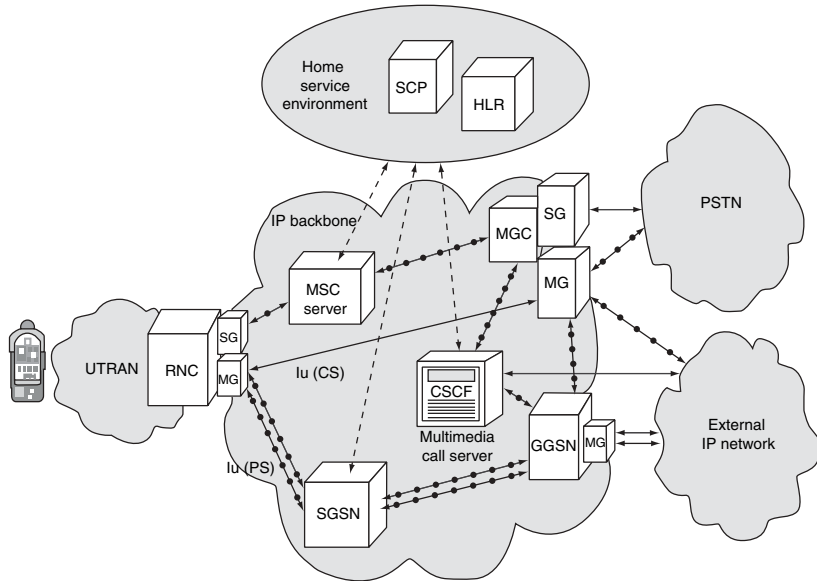 Home
service
environment
SCP
HLR
IP backbone
MGC
SG
PSTN
MSC
server
MG
SG
UTRAN
RNC
MG
Iu (CS)
CSCF
Multimedia
call server
GGSN
MG
External
IP network
Iu (PS)
SGSN